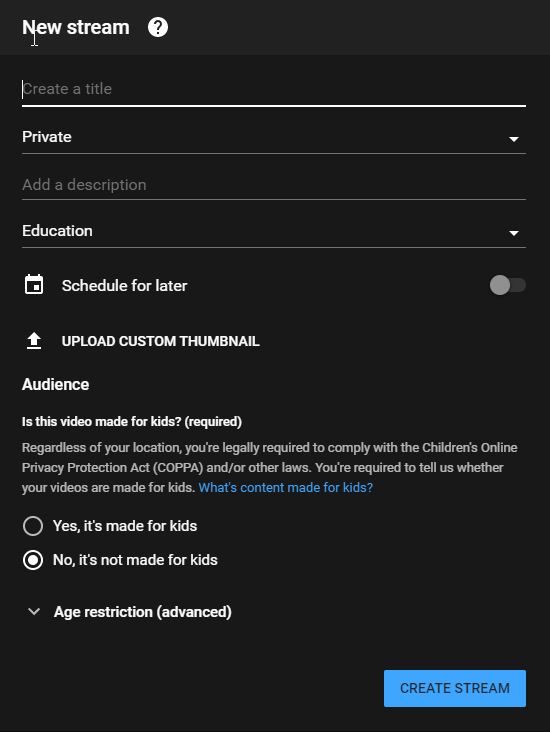 New stream
Create a title
Private
Add a description
Education
Schedule for later
UPLOAD CUSTOM THUMBNAIL
Audience
Is this video made for kids? (required)
Regardless of your location, you're legally required to comply with the Children's Online
Privacy Protection Act (COPPA) and/or other laws. You're required to tell us whether
your videos are made for kids. What's content made for kids?
Yes, it's made for kids
No, it's not made for kids
Age restriction (advanced)
CREATE STREAM